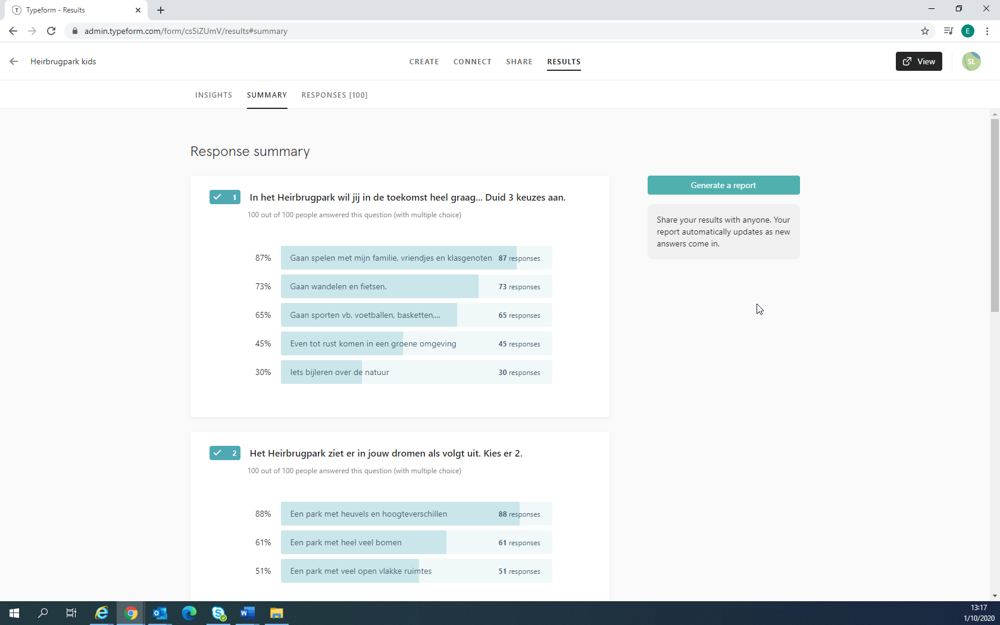 Typeform - Results
admin.typeform.com/form/cs5iZUmV/results#summary
E
Heirbrugpark kids
CREATE
CONNECT
SHARE
RESULTS
View
SL
INSIGHTS
SUMMARY
RESPONSES [100]
Response summary
1 In het Heirbrugpark wil jij in de toekomst heel graag... Duid 3 keuzes aan.
100 out of 100 people answered this question (with multiple choice)
87% Gaan spelen met mijn familie, vriendjes en klasgenoten 87 responses
73% Gaan wandelen en fietsen. 73 responses
65% Gaan sporten vb. voetballen, basketten,... 65 responses
45% Even tot rust komen in een groene omgeving 45 responses
30% Iets bijleren over de natuur 30 responses
Generate a report
Share your results with anyone. Your
report automatically updates as new
answers come in.
2 Het Heirbrugpark ziet er in jouw dromen als volgt uit. Kies er 2.
100 out of 100 people answered this question (with multiple choice)
88% Een park met heuvels en hoogteverschillen 88 responses
61% Een park met heel veel bomen 61 responses
51% Een park met veel open vlakke ruimtes 51 responses
13:17
1/10/2020